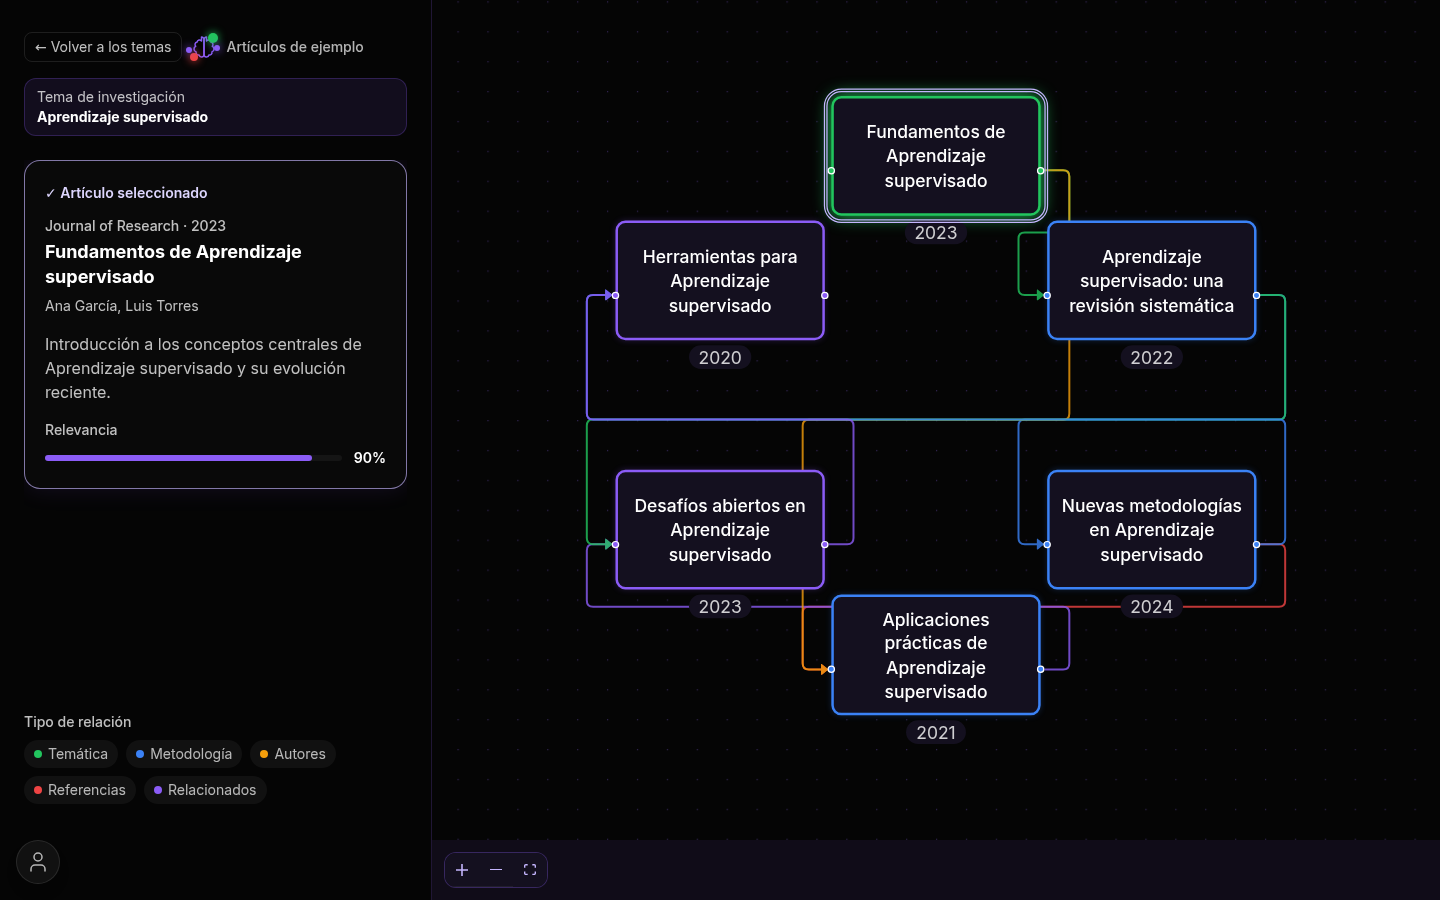 ← Volver a los temas
Artículos de ejemplo
Tema de investigación
Aprendizaje supervisado
✓ Artículo seleccionado
Journal of Research · 2023
Fundamentos de Aprendizaje
supervisado
Ana García, Luis Torres
Introducción a los conceptos centrales de
Aprendizaje supervisado y su evolución
reciente.
Relevancia
90%
Tipo de relación
Temática
Metodología
Autores
Referencias
Relacionados
Fundamentos de
Aprendizaje
supervisado
2023
Herramientas para
Aprendizaje
supervisado
2020
Aprendizaje
supervisado: una
revisión sistemática
2022
Desafíos abiertos en
Aprendizaje
supervisado
2023
Nuevas metodologías
en Aprendizaje
supervisado
2024
Aplicaciones
prácticas de
Aprendizaje
supervisado
2021